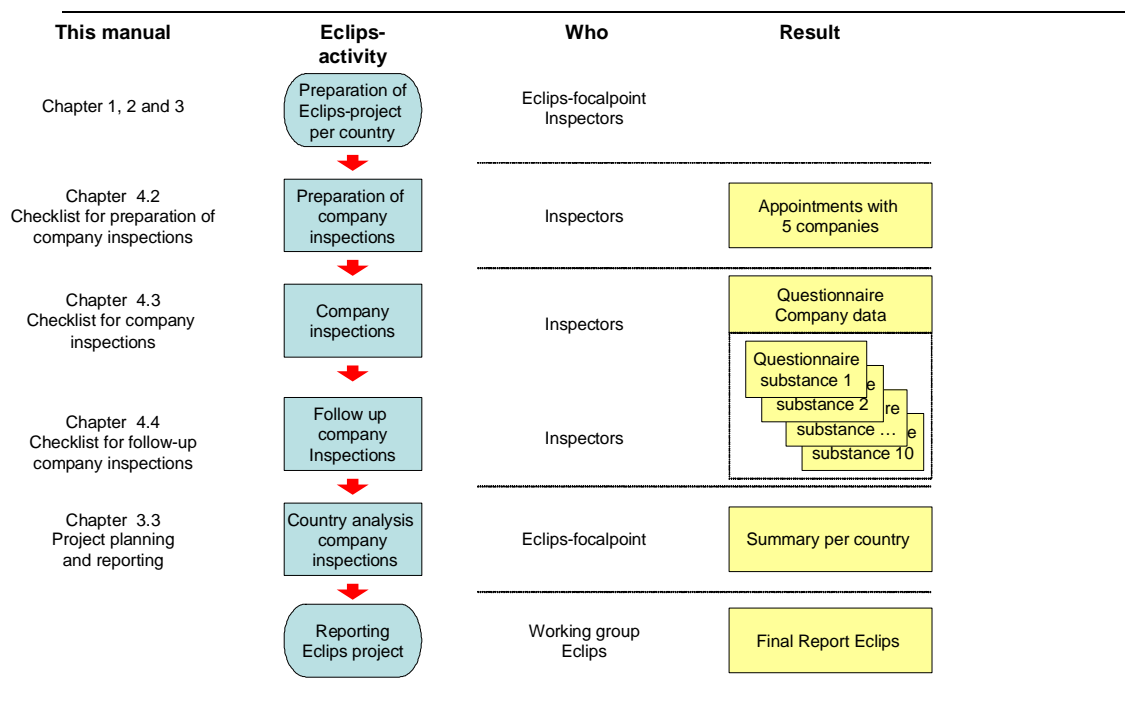 This manual
Eclips-
activity
Who
Result
Chapter 1, 2 and 3
Preparation of
Eclips-project
per country
Eclips-focalpoint
Inspectors
Chapter 4.2
Checklist for preparation of
company inspections
Preparation of
company
inspections
Inspectors
Appointments with
5 companies
Chapter 4.3
Checklist for company
inspections
Company
inspections
Inspectors
Questionnaire
Company data
Questionnaire
substance 1
e
substance 2
re
substance …
e
substance 10
Chapter 4.4
Checklist for follow-up
company inspections
Follow up
company
Inspections
Inspectors
Chapter 3.3
Project planning
and reporting
Country analysis
company
inspections
Eclips-focalpoint
Summary per country
Reporting
Eclips project
Working group
Eclips
Final Report Eclips